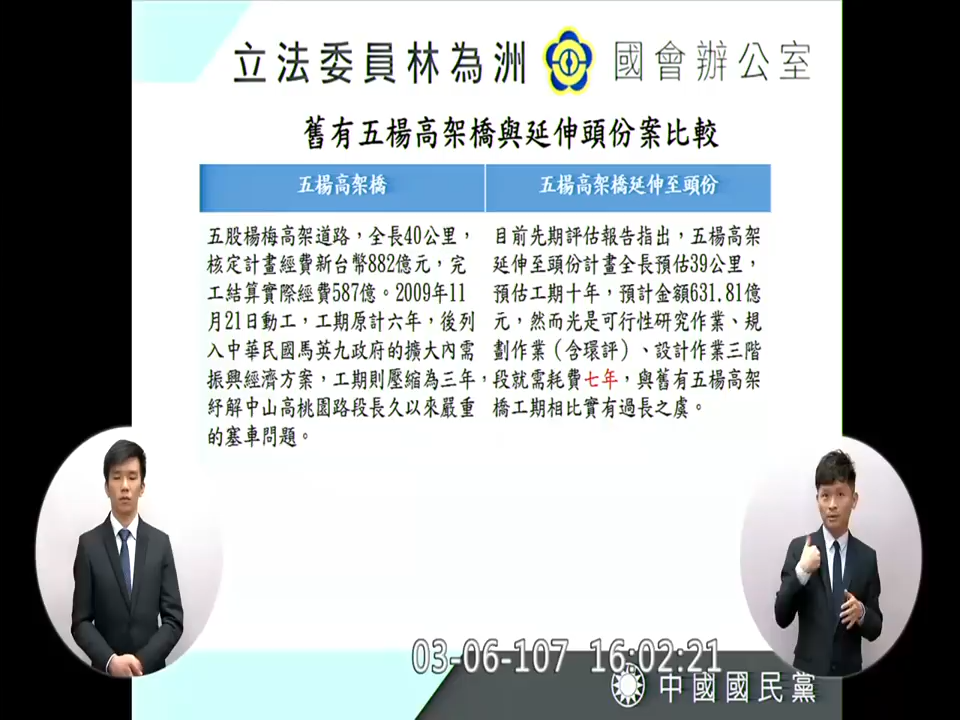 立法委員林為洲 國會辦公室
舊有五楊高架橋與延伸頭份案比較
五楊高架橋
五股楊梅高架道路，全長40公里，
核定計畫經費新台幣882億元，完
工結算實際經費587億。2009年11
月21日動工，工期原計六年，後列
入中華民國馬英九政府的擴大內需
振興經濟方案，工期則壓縮為三年，
紓解中山高桃園路段長久以來嚴重
的塞車問題。
五楊高架橋延伸至頭份
目前先期評估報告指出，五楊高架
延伸至頭份計畫全長預估39公里，
預估工期十年，預計金額631.81億
元，然而光是可行性研究作業、規
劃作業（含環評）、設計作業三階
段就需耗費七年，與舊有五楊高架
橋工期相比實有過長之虞。
03-06-107 16:02:21
中國國民黨